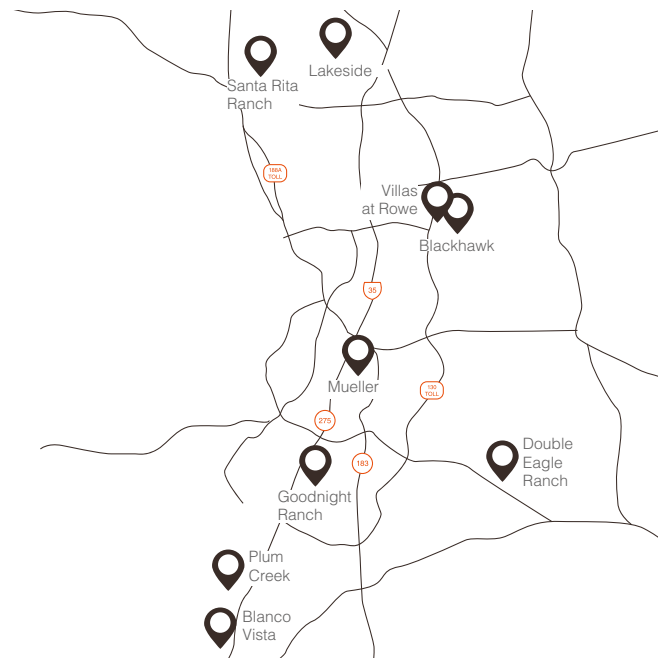 Lakeside
Santa Rita
Ranch
188A
TOLL
Villas
at Rowe
Blackhawk
35
Mueller
130
TOLL
275
183
Double
Eagle
Ranch
Goodnight
Ranch
Plum
Creek
Blanco
Vista